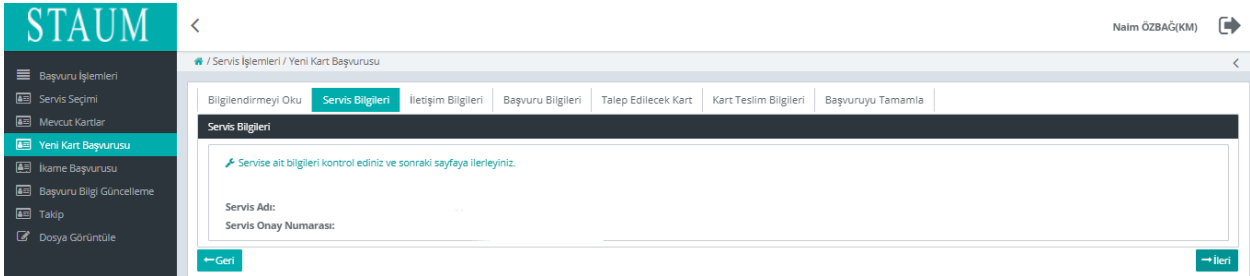 STAUM
Naim ÖZBAĞ(KM)
/ Servis İşlemleri / Yeni Kart Başvurusu
Başvuru İşlemleri
Servis Seçimi
Mevcut Kartlar
Yeni Kart Başvurusu
İkame Başvurusu
Başvuru Bilgi Güncelleme
Takip
Dosya Görüntüle
Bilgilendirmeyi Oku
Servis Bilgileri
İletişim Bilgileri
Başvuru Bilgileri
Talep Edilecek Kart
Kart Teslim Bilgileri
Başvuruyu Tamamla
Servis Bilgileri
Servise ait bilgileri kontrol ediniz ve sonraki sayfaya ilerleyiniz.
Servis Adı:
Servis Onay Numarası:
Geri
İleri